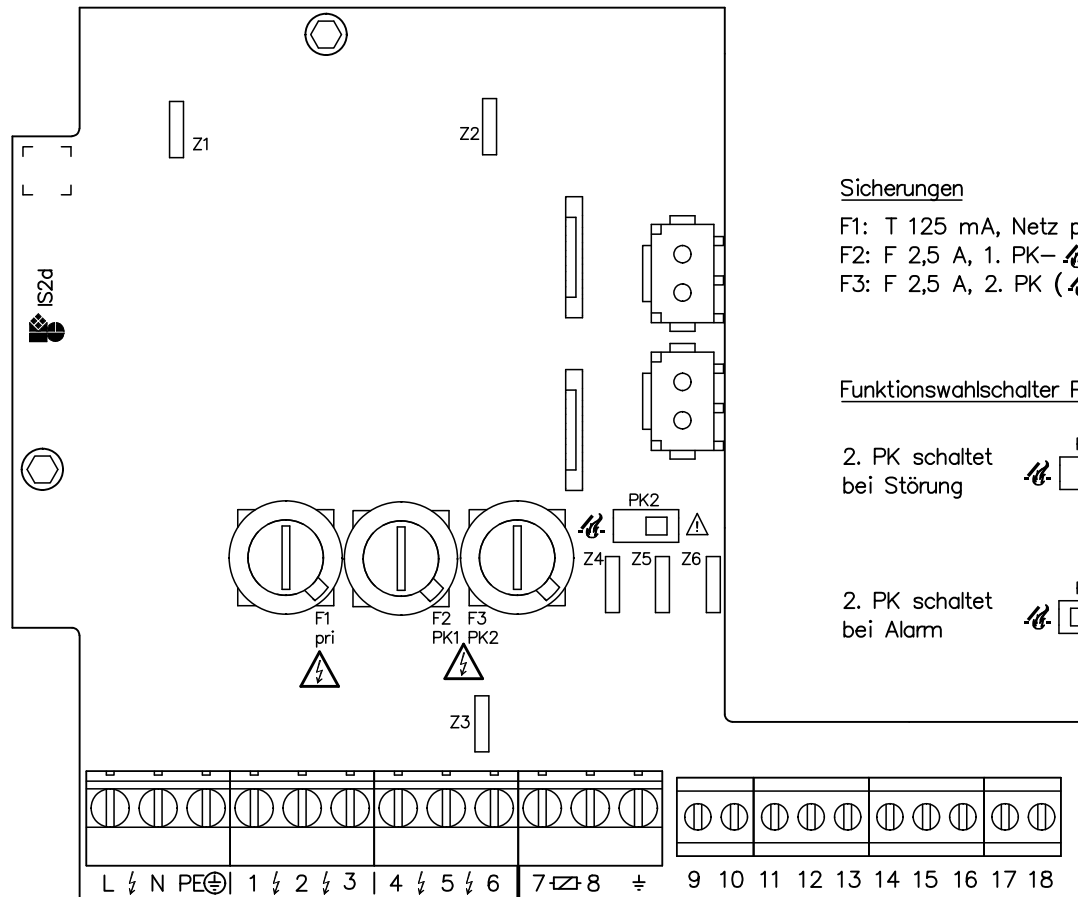 Z1
Z2
IS2d
Sicherungen
F1: T 125 mA, Netz
F2: F 2,5 A, 1. PK–
F3: F 2,5 A, 2. PK (
Funktionswahlschalter
2. PK schaltet
bei Störung
PK2
Z4 Z5 Z6
2. PK schaltet
bei Alarm
F1
pri
F2 F3
PK1 PK2
Z3
L N PE 1 2 3 4 5 6 7 8
9 10 11 12 13 14 15 16 17 18